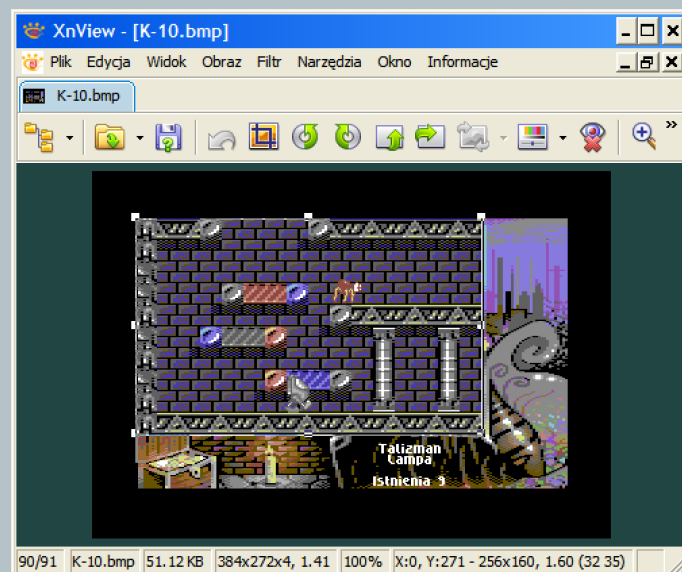 XnView - [K-10.bmp]
Plik Edycja Widok Obraz Filtr Narzędzia Okno Informacje
K-10.bmp
Talizman
Lampa
Istnienia 9
90/91 K-10.bmp 51.12 KB 384x272x4, 1.41 100% X:0, Y:271 - 256x160, 1.60 (32 35)